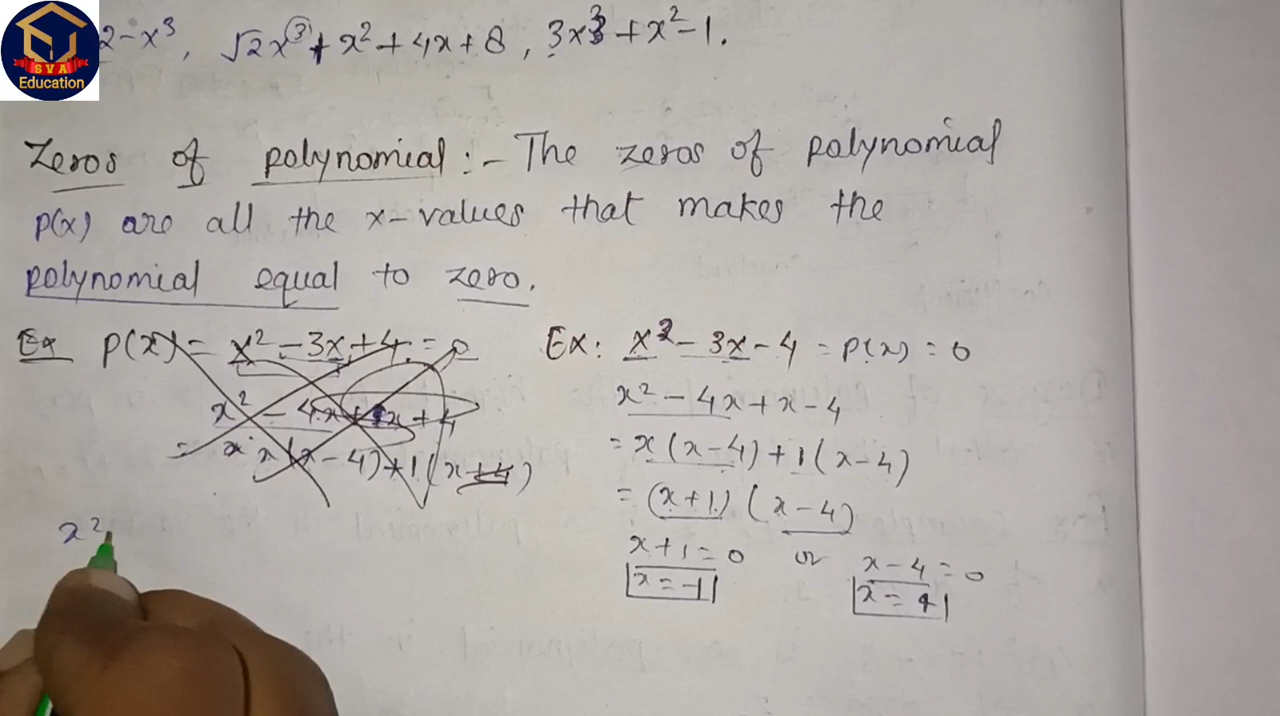 2-x³, √2x³+x²+4x+8, 3x³+x²-1.
SVA
Education
Zeros of polynomial:- The zeros of polynomial
p(x) are all the x-values that makes the
polynomial equal to zero.
Ex p(x) = x²-3x+4 = 0
x²-4x+x+4
= x(x-4)+1(x+4)
x²
Ex: x²-3x-4 = p(x) = 0
x²-4x+x-4
= x(x-4)+1(x-4)
= (x+1)(x-4)
x+1=0 or x-4=0
x=-1 x=4